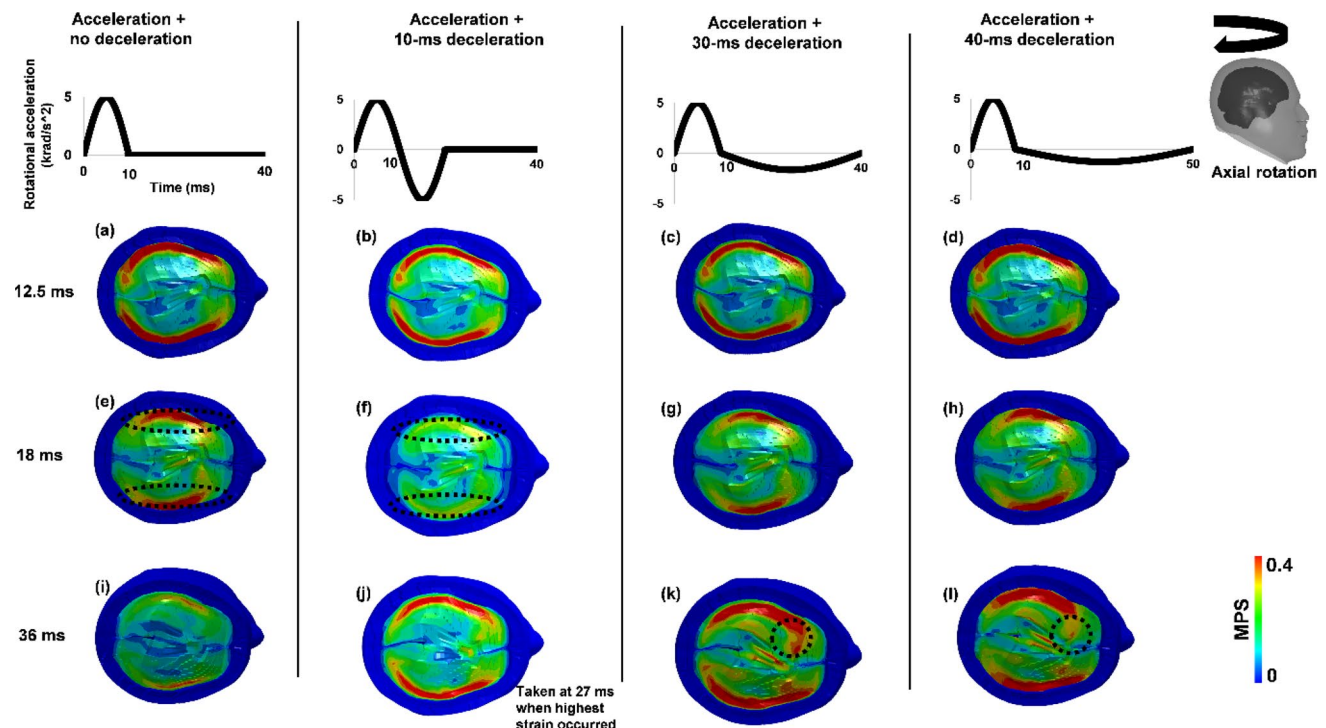 Acceleration +
no deceleration
Acceleration +
10-ms deceleration
Acceleration +
30-ms deceleration
Acceleration +
40-ms deceleration
Rotational acceleration
(krad/s^2)
5
0
0
10
40
Time (ms)
5
0
-5
0
10
40
5
0
-5
0
10
40
5
0
-5
0
10
50
Axial rotation
12.5 ms
(a)
(b)
(c)
(d)
18 ms
(e)
(f)
(g)
(h)
36 ms
(i)
(j)
(k)
(l)
Taken at 27 ms
when highest
strain occurred
MPS
0.4
0